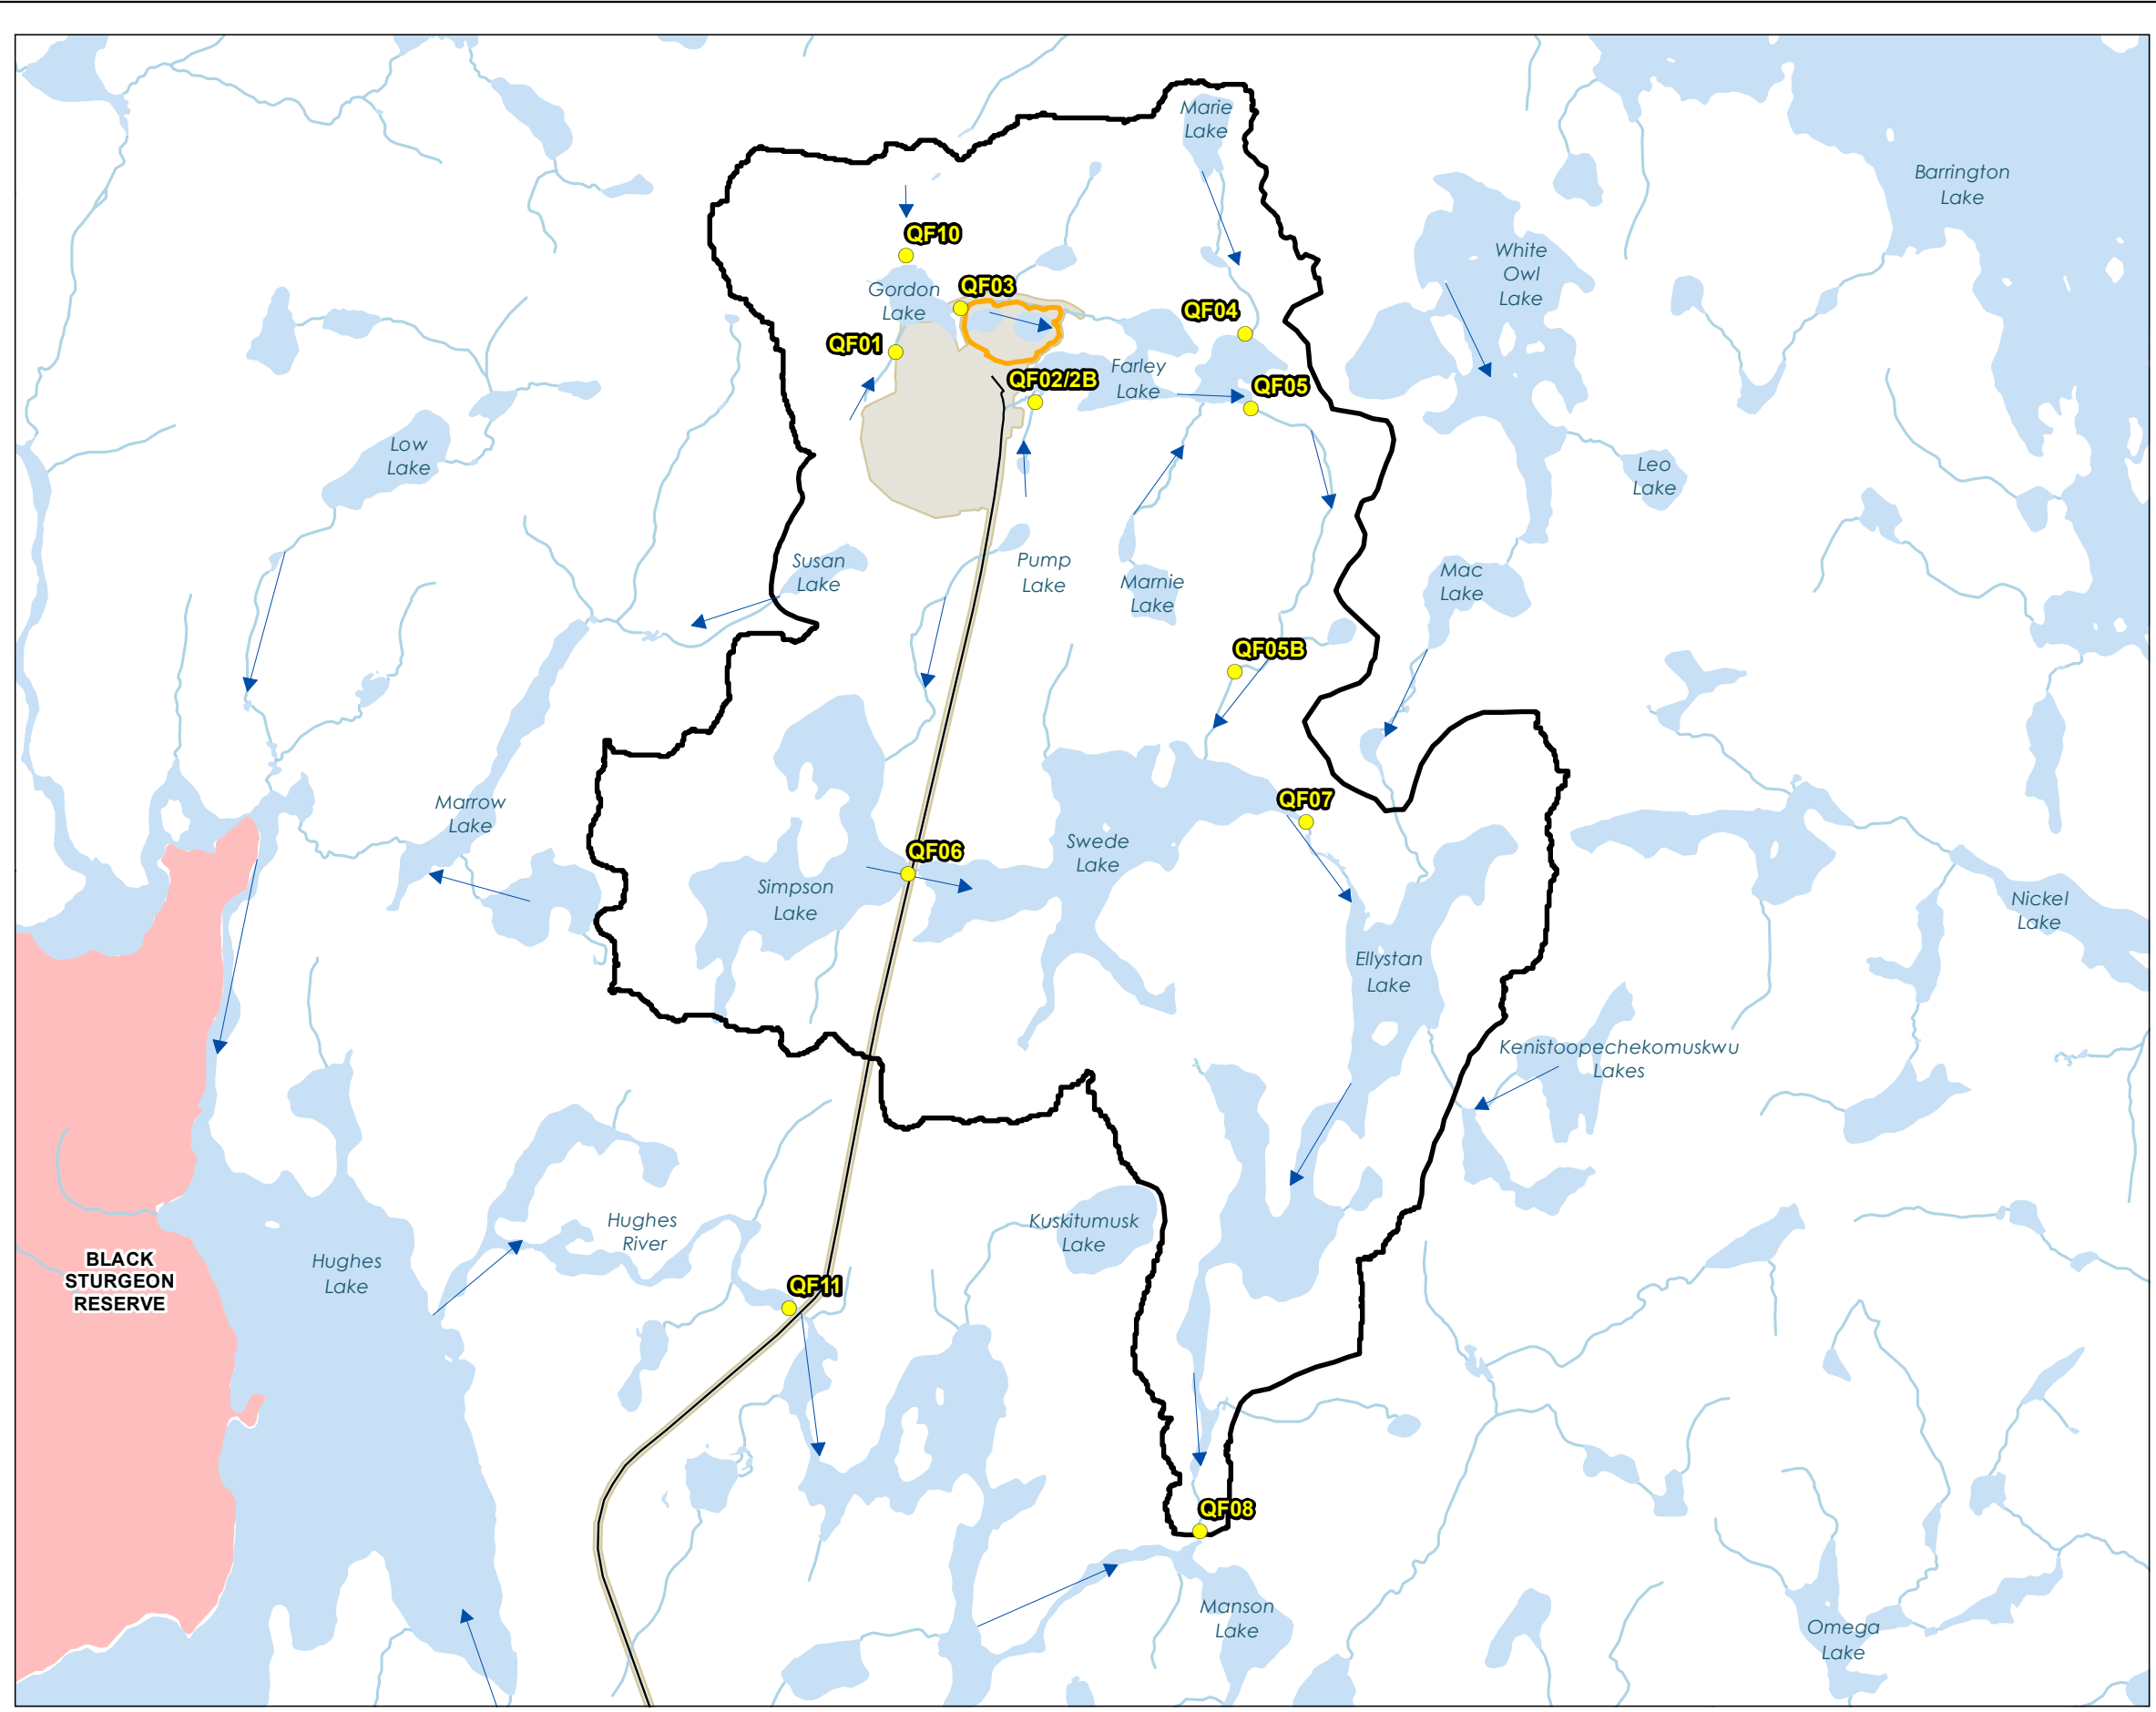 Marie
Lake
Barrington
Lake
QF10
White
Owl
Lake
QF03
Gordon
Lake
QF04
QF01
Farley
Lake
QF02/2B
QF05
Low
Lake
Leo
Lake
Susan
Lake
Pump
Lake
Marnie
Lake
Mac
Lake
QF05B
Marrow
Lake
QF07
QF06
Swede
Lake
Simpson
Lake
Nickel
Lake
Ellystan
Lake
Kenistoopechekomuskwu
Lakes
Hughes
River
Kuskitumusk
Lake
BLACK
STURGEON
RESERVE
Hughes
Lake
QF11
QF08
Manson
Lake
Omega
Lake